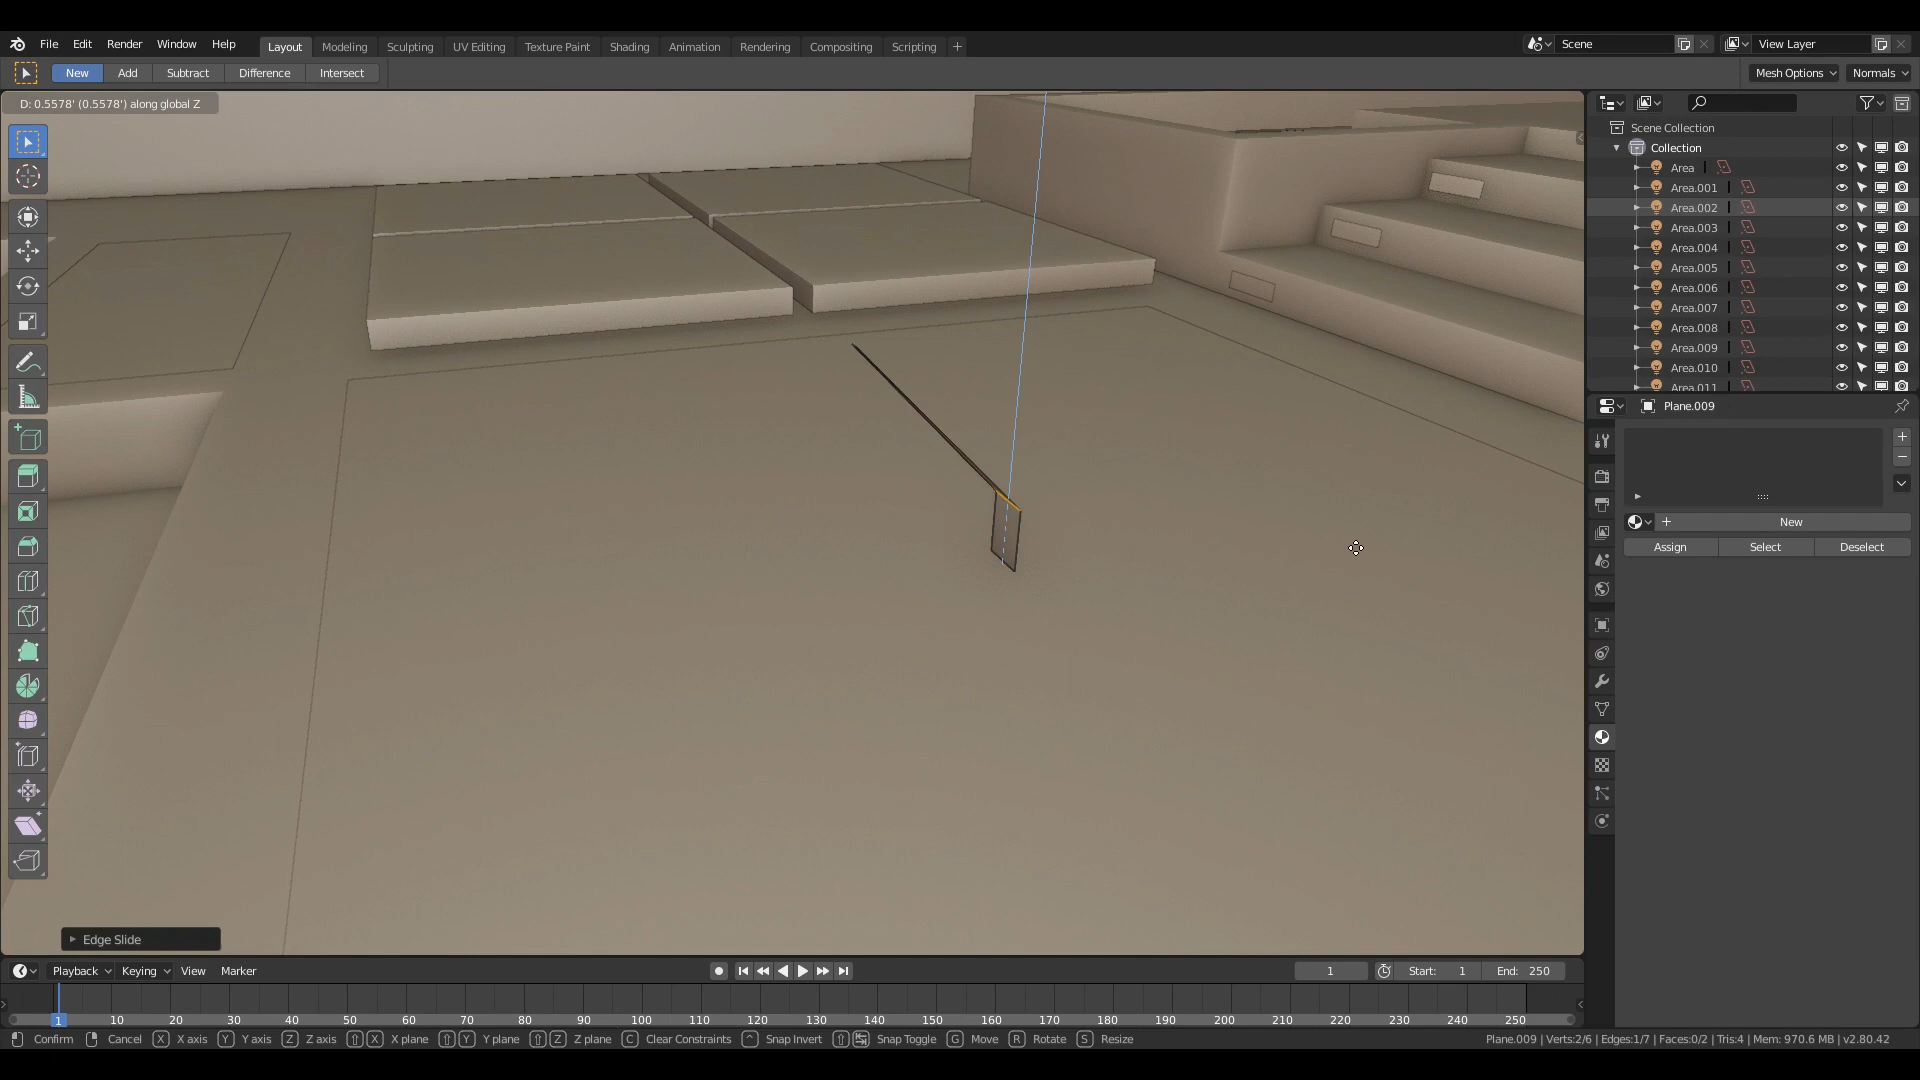 File Edit Render Window Help Layout Modeling Sculpting UV Editing Texture Paint Shading Animation Rendering Compositing Scripting + Scene View Layer
New Add Subtract Difference Intersect Mesh Options Normals
D: 0.5578' (0.5578') along global Z
Scene Collection
Collection
Area
Area.001
Area.002
Area.003
Area.004
Area.005
Area.006
Area.007
Area.008
Area.009
Area.010
Area.011
Plane.009
New
Assign Select Deselect
Edge Slide
Playback Keying View Marker 1 Start: 1 End: 250
1 10 20 30 40 50 60 70 80 90 100 110 120 130 140 150 160 170 180 190 200 210 220 230 240 250
Confirm Cancel X X axis Y Y axis Z Z axis X X plane Y Y plane Z Z plane C Clear Constraints ^ Snap Invert Snap Toggle G Move R Rotate S Resize Plane.009 | Verts:2/6 | Edges:1/7 | Faces:0/2 | Tris:4 | Mem: 970.6 MB | v2.80.42